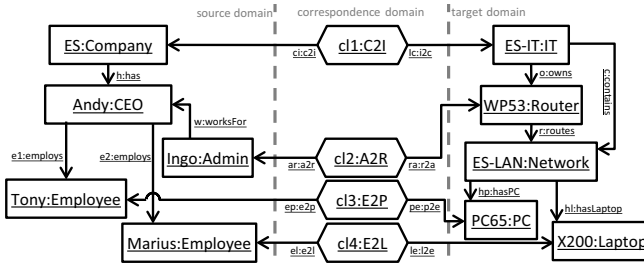 source domain correspondence domain target domain
ES:Company cl1:C2I ES-IT:IT
ci:c2i lc:i2c
h:has o:owns c:contains
Andy:CEO WP53:Router
w:worksFor r:routes
e1:employs e2:employs Ingo:Admin cl2:A2R ES-LAN:Network
ar:a2r ra:r2a
Tony:Employee cl3:E2P hp:hasPC hl:hasLaptop
ep:e2p pe:p2e PC65:PC
Marius:Employee cl4:E2L X200:Laptop
el:e2l le:l2e